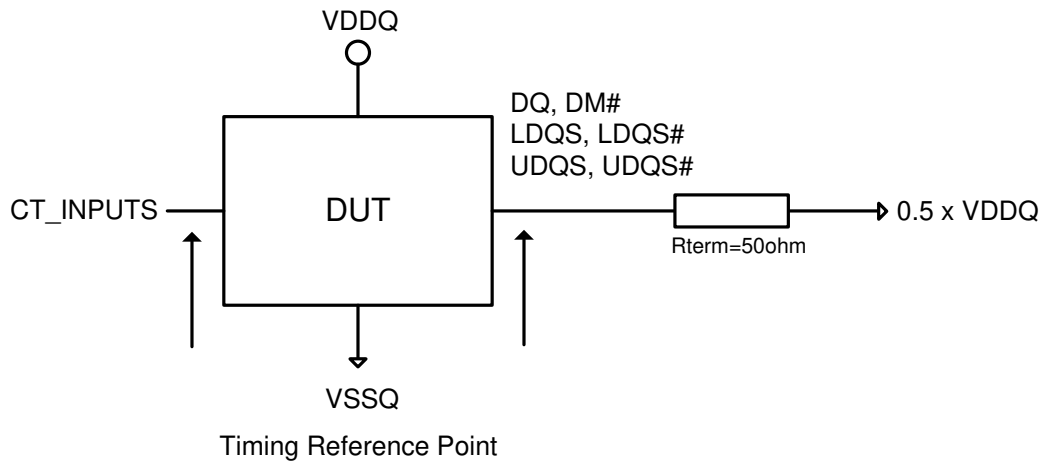 VDDQ
DQ, DM#
LDQS, LDQS#
UDQS, UDQS#
CT_INPUTS
DUT
0.5 x VDDQ
Rterm=50ohm
VSSQ
Timing Reference Point